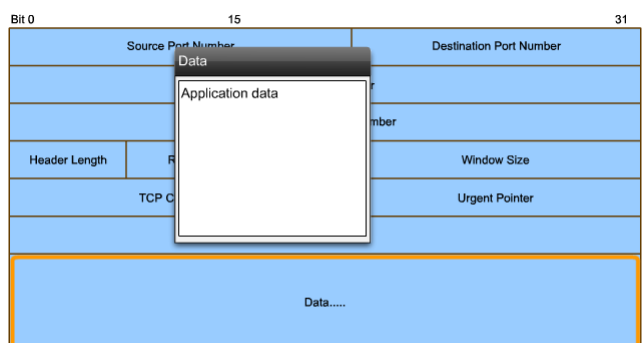 Bit 0 15 31
Source Port Number Destination Port Number
Data
Application data
Header Length Window Size
TCP Urgent Pointer
Data.....